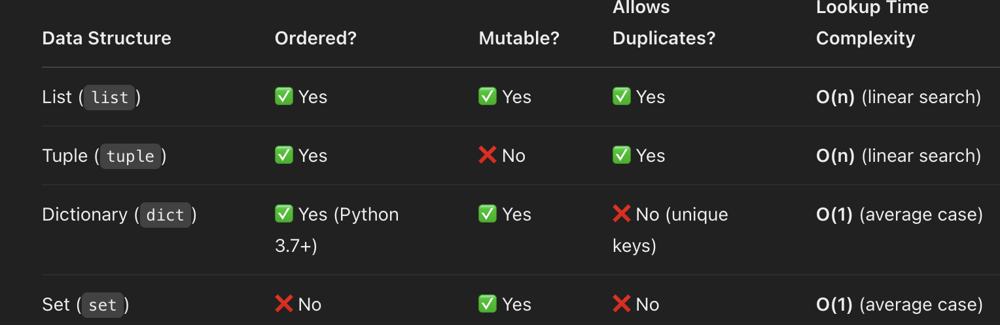 Allows Lookup Time
Data Structure Ordered? Mutable? Duplicates? Complexity
List (list) ✅ Yes ✅ Yes ✅ Yes O(n) (linear search)
Tuple (tuple) ✅ Yes ❌ No ✅ Yes O(n) (linear search)
Dictionary (dict) ✅ Yes (Python ✅ Yes ❌ No (unique O(1) (average case)
3.7+) keys)
Set (set) ❌ No ✅ Yes ❌ No O(1) (average case)